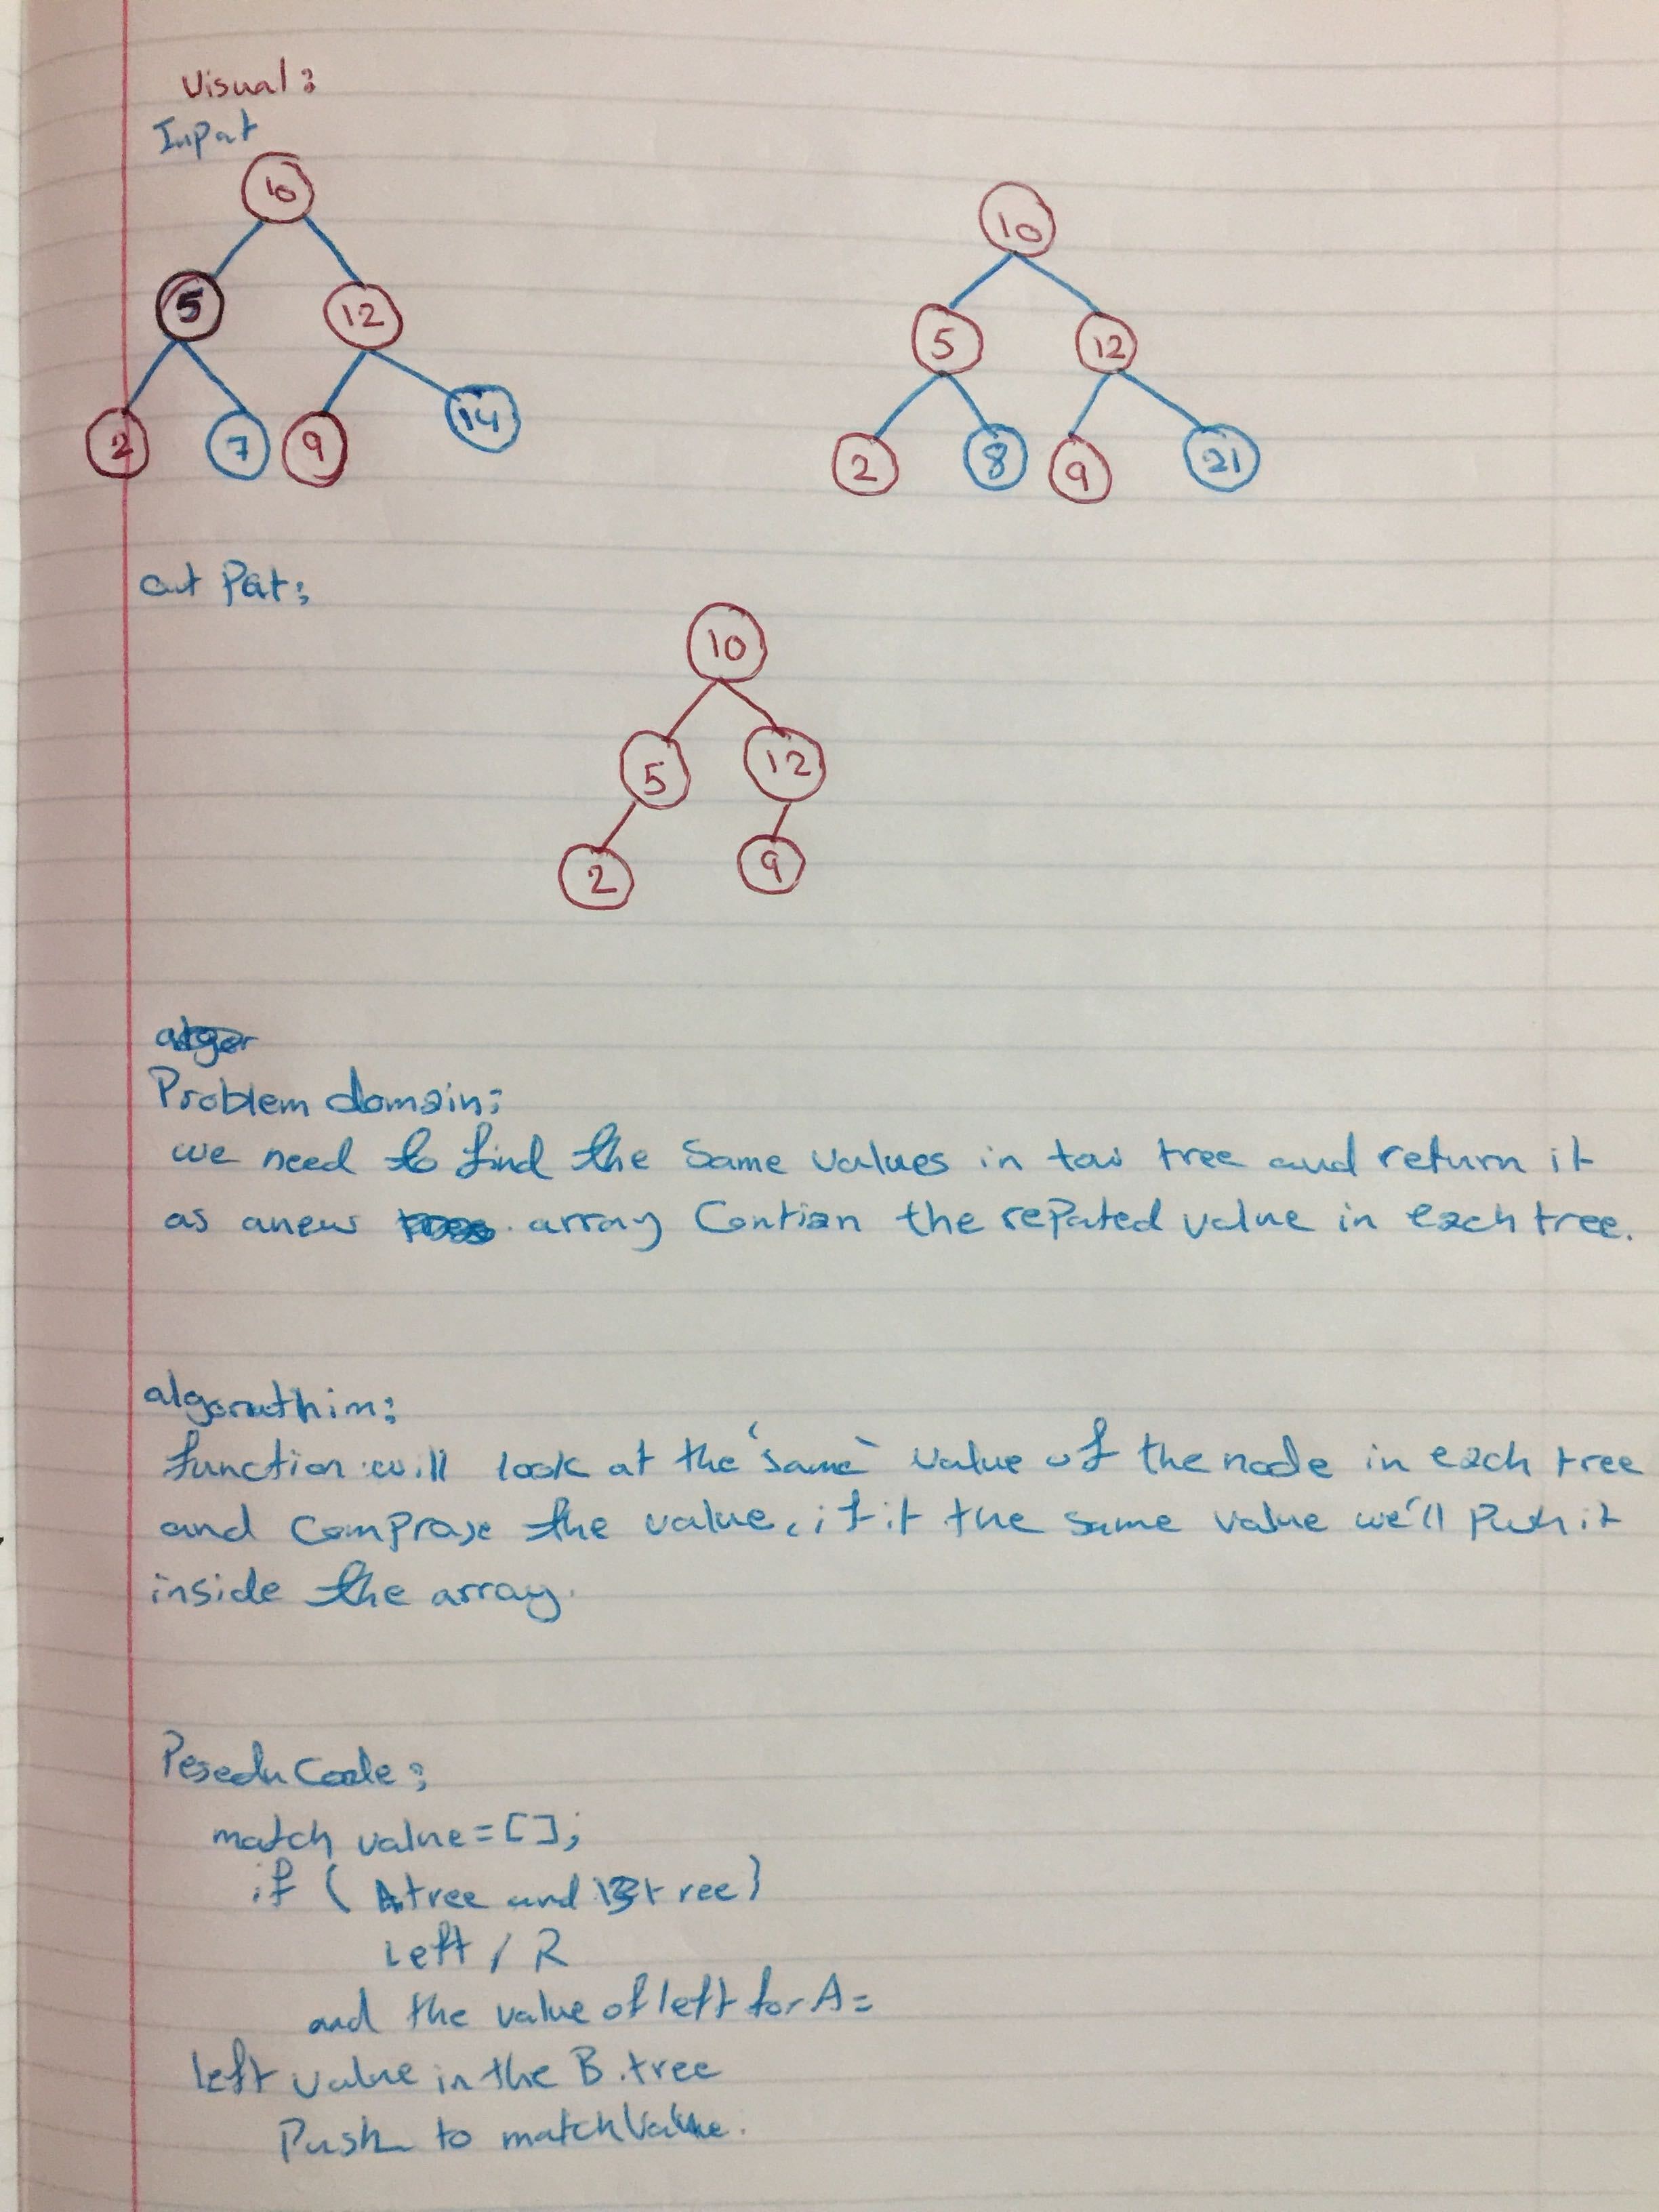 Visual:
Input
10
10
5
12
5
12
2
7
9
14
2
8
9
21
out Put:
10
5
12
2
9
Problem domain:
we need to find the Same values in tow tree and return it
as anew array Contian the repated value in each tree.
algorathim:
function will look at the "same" value of the node in each tree
and comprase the value, if it the same value we'll Push it
inside the array.
Pesedu Code:
match value = [];
if ( A tree and B tree )
Left / R
and the value of left for A =
left value in the B. tree
Push to matchValue.